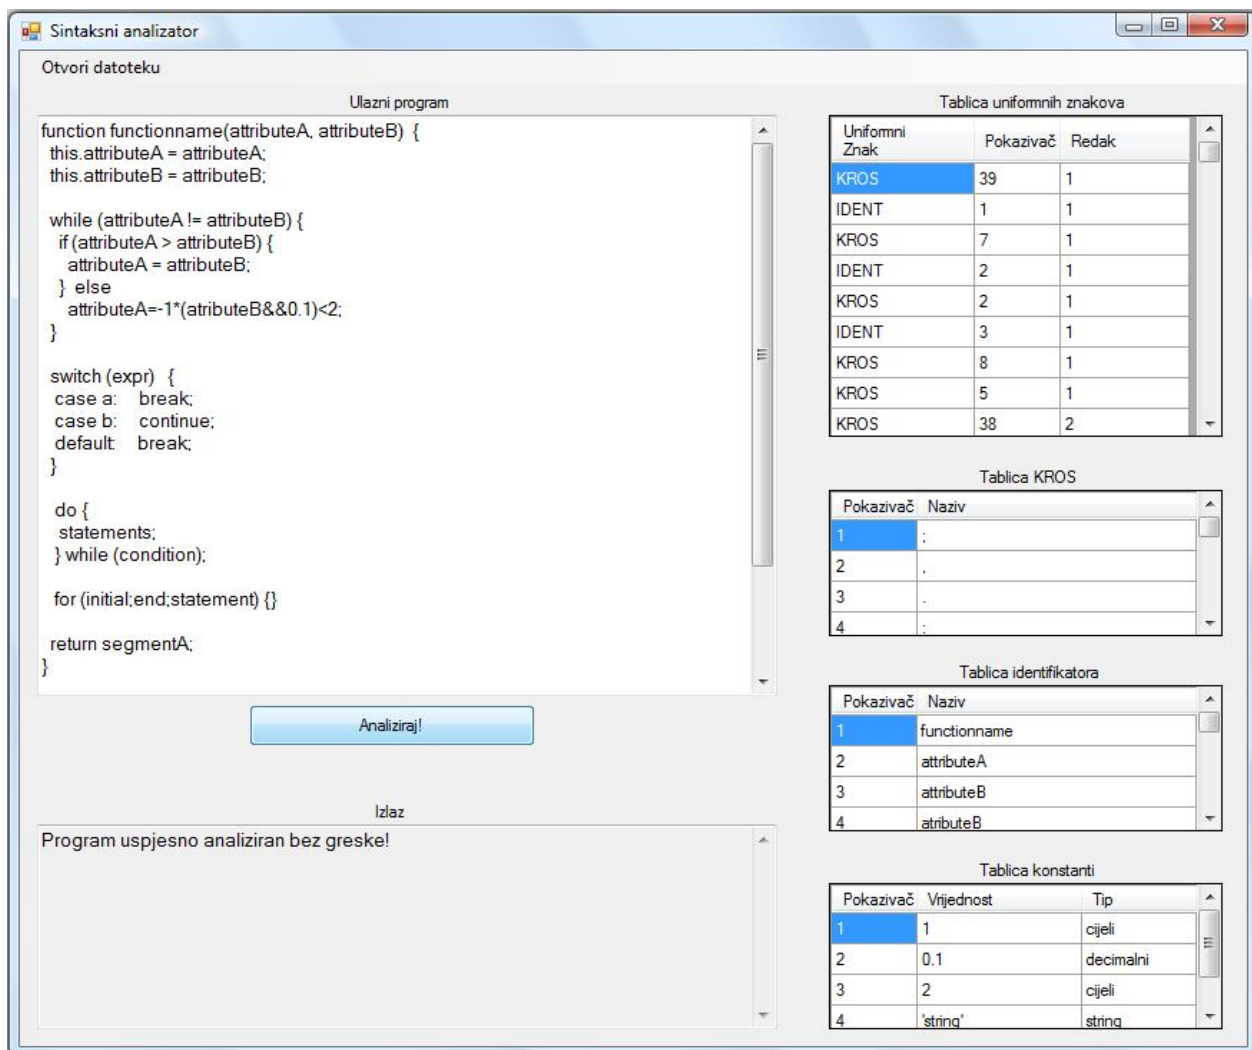 Sintaksni analizator
Otvori datoteku
Ulazni program
function functionname(attributeA, attributeB)  {
this.attributeA = attributeA;
this.attributeB = attributeB;
while (attributeA != attributeB) {
if (attributeA > attributeB) {
attributeA = attributeB;
}  else
attributeA=-1*(atributeB&&0.1)<2;
}
switch (expr)   {
case a:    break;
case b:    continue;
default:    break;
}
do {
statements;
} while (condition);
for (initial;end;statement) {}
return segmentA;
}
Analiziraj!
Izlaz
Program uspjesno analiziran bez greske!
Tablica uniformnih znakova
Uniformni Znak Pokazivač Redak
KROS 39 1
IDENT 1 1
KROS 7 1
IDENT 2 1
KROS 2 1
IDENT 3 1
KROS 8 1
KROS 5 1
KROS 38 2
Tablica KROS
Pokazivač Naziv
1 ;
2 ,
3 .
4 :
Tablica identifikatora
Pokazivač Naziv
1 functionname
2 attributeA
3 attributeB
4 atributeB
Tablica konstanti
Pokazivač Vrijednost Tip
1 1 cijeli
2 0.1 decimalni
3 2 cijeli
4 'string' string